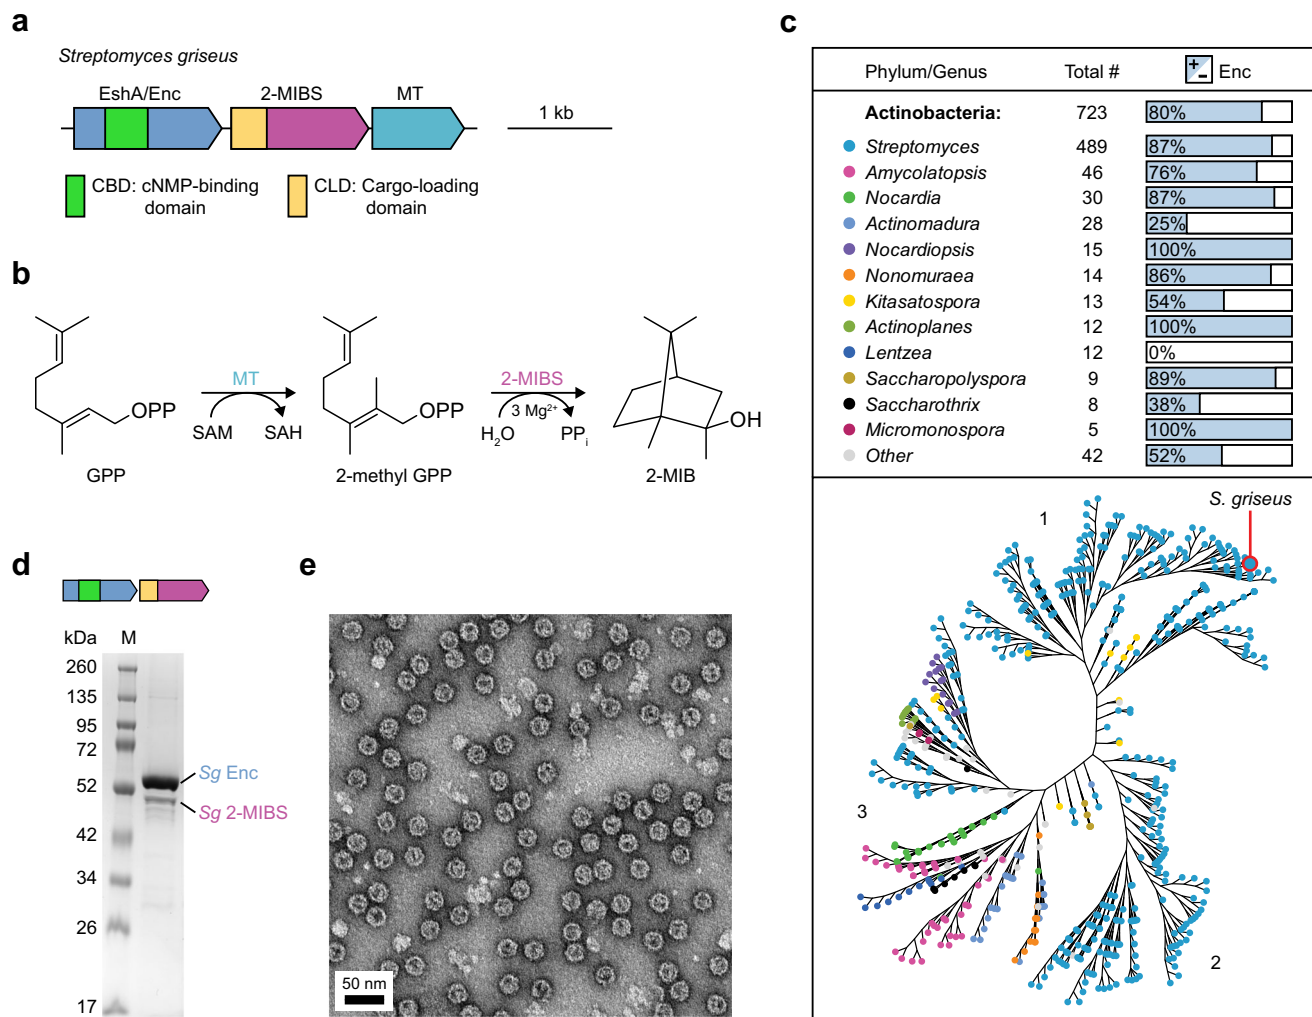 a
Streptomyces griseus
EshA/Enc 2-MIBS MT
1 kb
CBD: cNMP-binding
domain
CLD: Cargo-loading
domain
b
MT
SAM SAH
OPP
GPP
OPP
2-methyl GPP
2-MIBS
3 Mg²⁺
H₂O PPᵢ
OH
2-MIB
c
Phylum/Genus Total # + - Enc
Actinobacteria: 723 80%
Streptomyces 489 87%
Amycolatopsis 46 76%
Nocardia 30 87%
Actinomadura 28 25%
Nocardiopsis 15 100%
Nonomuraea 14 86%
Kitasatospora 13 54%
Actinoplanes 12 100%
Lentzea 12 0%
Saccharopolyspora 9 89%
Saccharothrix 8 38%
Micromonospora 5 100%
Other 42 52%
S. griseus
1
2
3
d
kDa M
260
135
95
72
52
42
34
26
17
Sg Enc
Sg 2-MIBS
e
50 nm